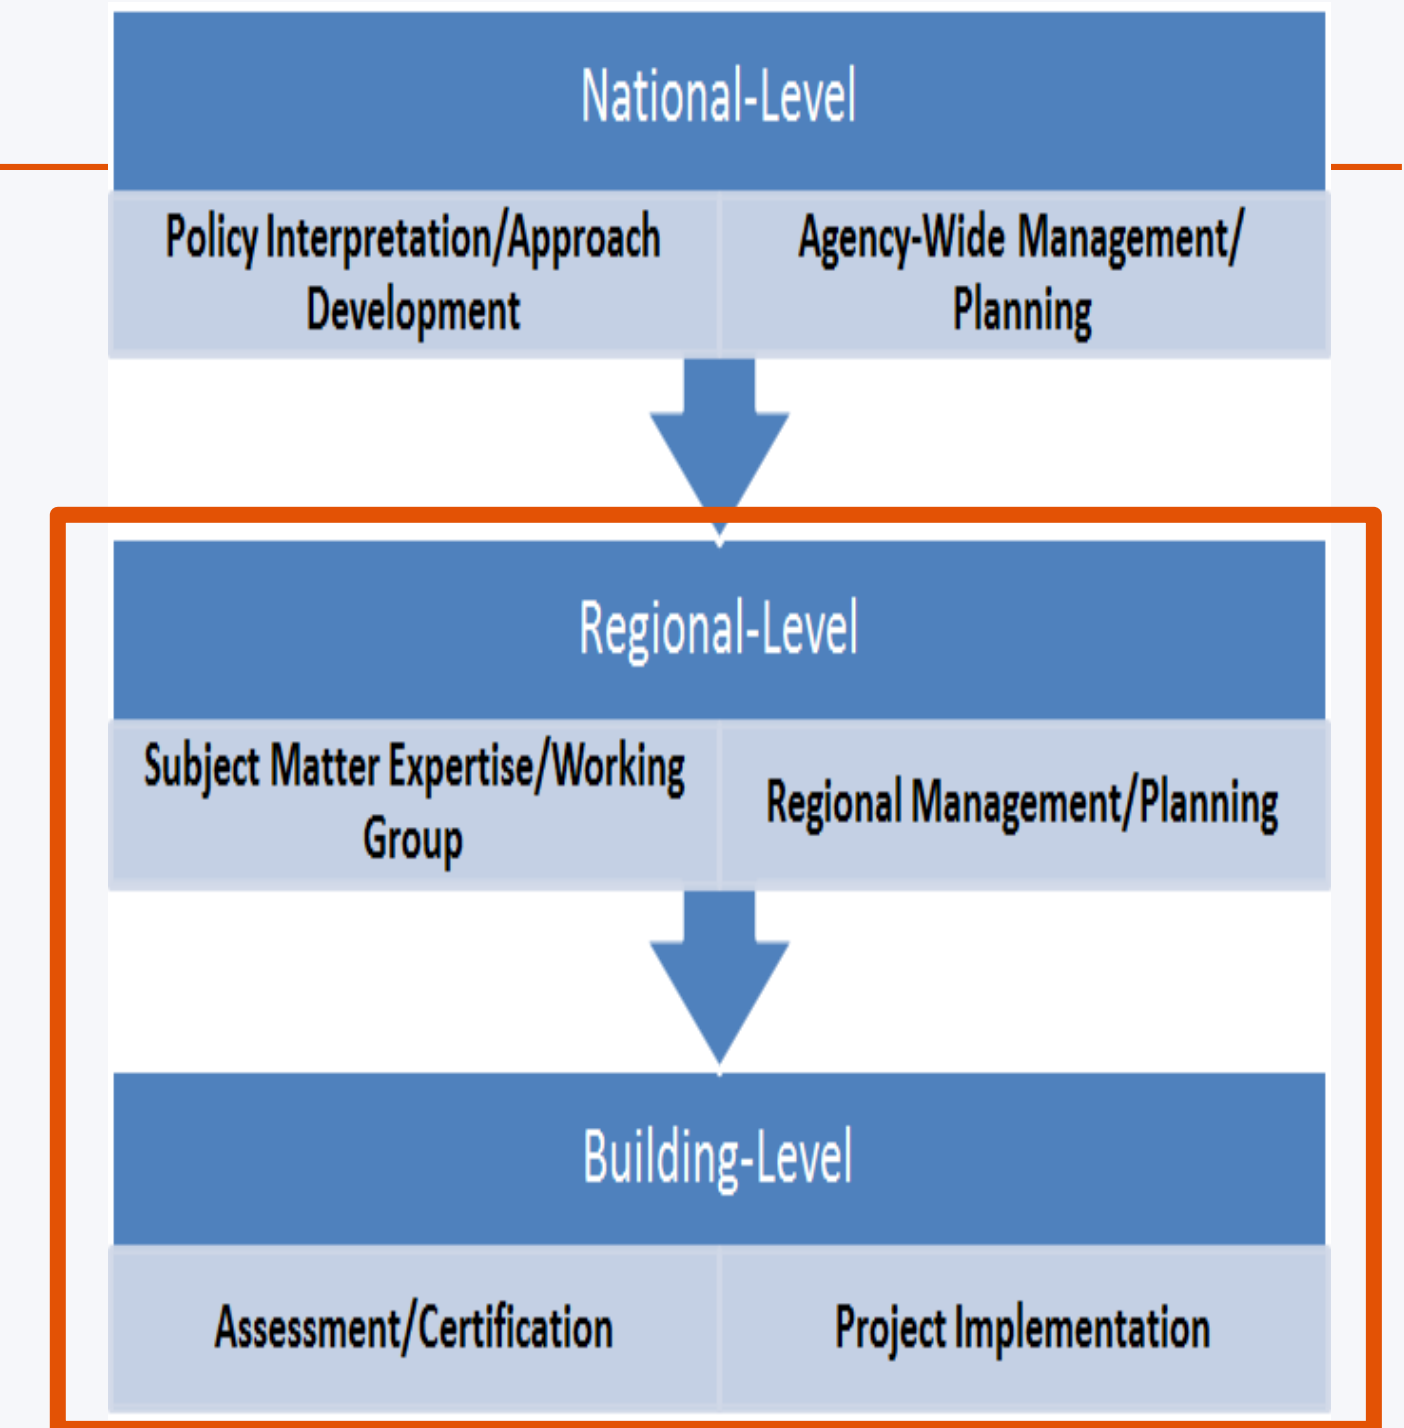 National-Level
Policy Interpretation/Approach
Development
Agency-Wide Management/
Planning
Regional-Level
Subject Matter Expertise/Working
Group
Regional Management/Planning
Building-Level
Assessment/Certification
Project Implementation